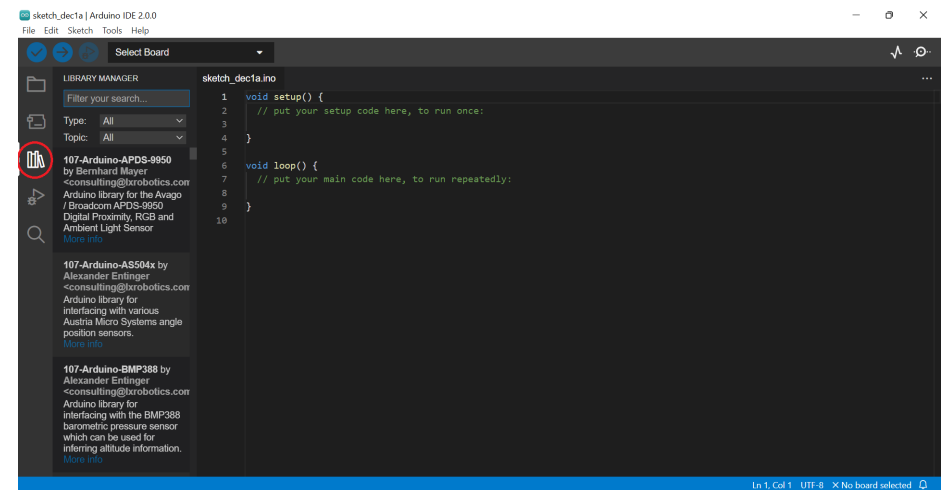 sketch_dec1a | Arduino IDE 2.0.0
File Edit Sketch Tools Help
Select Board
LIBRARY MANAGER
Filter your search...
Type: All
Topic: All
107-Arduino-APDS-9950
by Bernhard Mayer
<consulting@lxrobotics.com
Arduino library for the Avago
/ Broadcom APDS-9950
Digital Proximity, RGB and
Ambient Light Sensor
More info
107-Arduino-AS504x by
Alexander Entinger
<consulting@lxrobotics.com
Arduino library for
interfacing with various
Austria Micro Systems angle
position sensors.
More info
107-Arduino-BMP388 by
Alexander Entinger
<consulting@lxrobotics.com
Arduino library for
interfacing with the BMP388
barometric pressure sensor
which can be used for
inferring altitude information.
More info
sketch_dec1a.ino
1 void setup() {
2 // put your setup code here, to run once:
3
4 }
5
6 void loop() {
7 // put your main code here, to run repeatedly:
8
9 }
10
Ln 1, Col 1 UTF-8 × No board selected